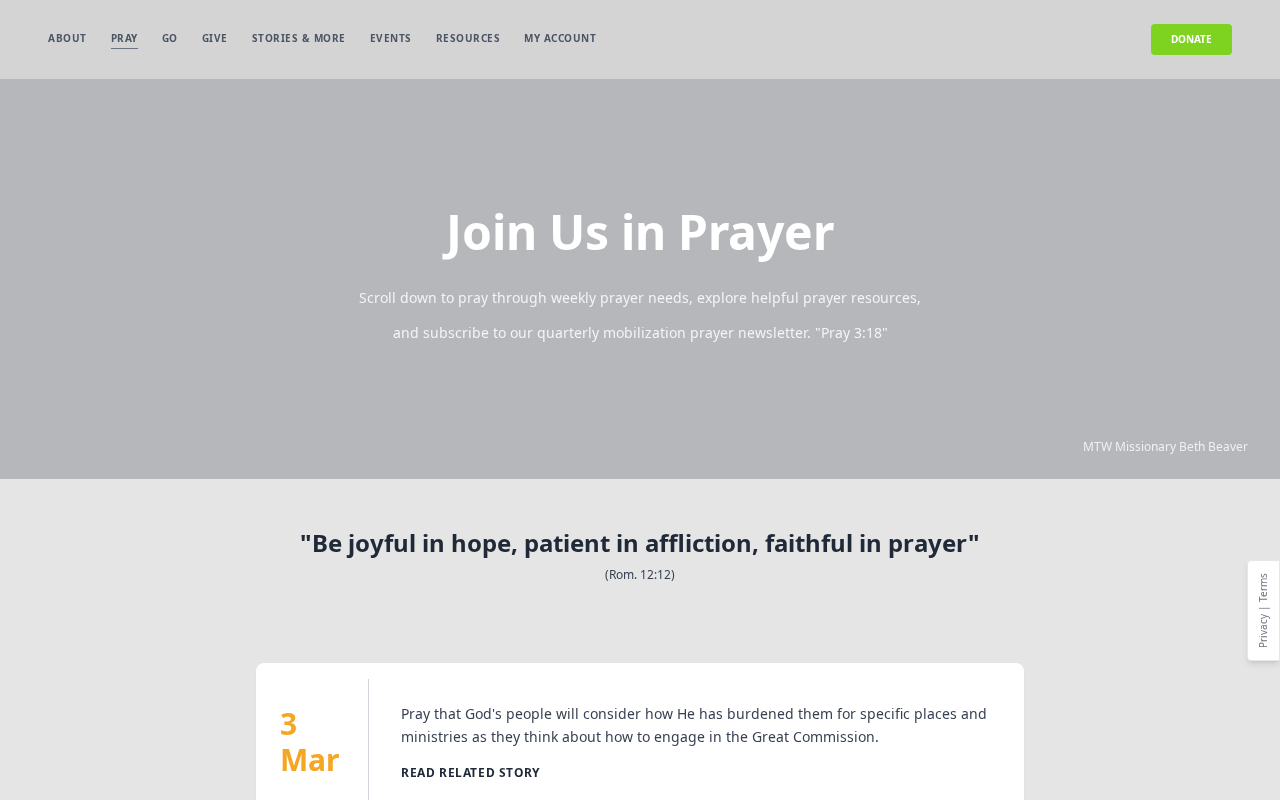 ABOUT PRAY GO GIVE STORIES & MORE EVENTS RESOURCES MY ACCOUNT DONATE
Join Us in Prayer
Scroll down to pray through weekly prayer needs, explore helpful prayer resources,
and subscribe to our quarterly mobilization prayer newsletter. "Pray 3:18"
MTW Missionary Beth Beaver
"Be joyful in hope, patient in affliction, faithful in prayer"
(Rom. 12:12)
Privacy | Terms
3
Mar
Pray that God's people will consider how He has burdened them for specific places and
ministries as they think about how to engage in the Great Commission.
READ RELATED STORY